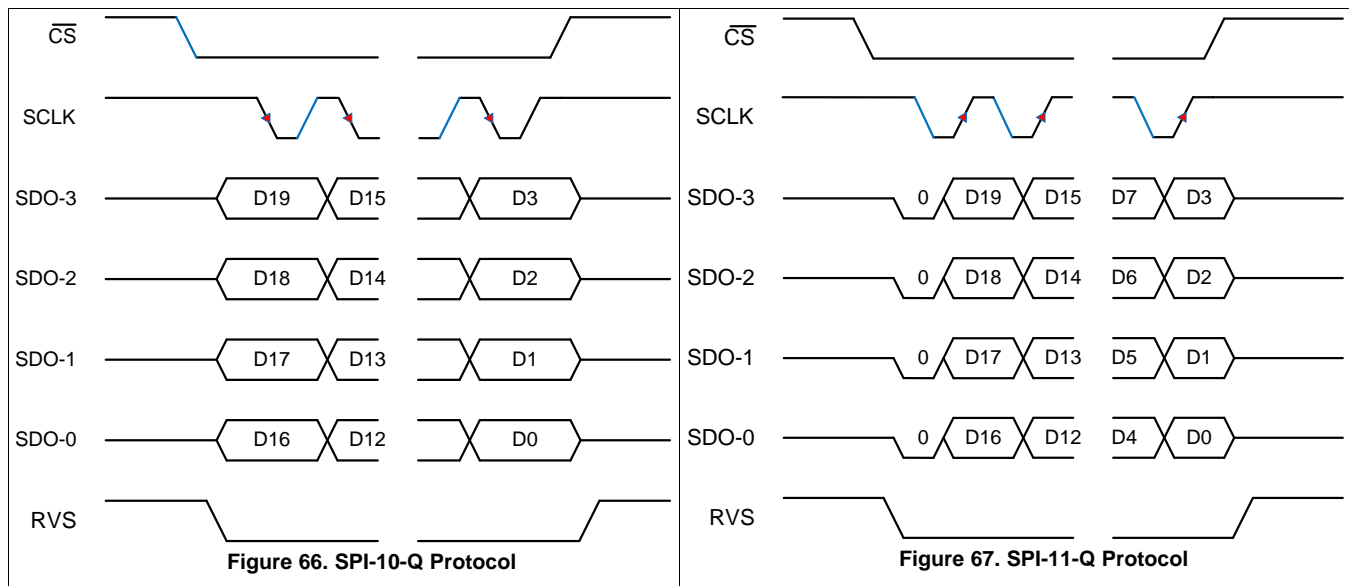 CS
SCLK
SDO-3 D19 D15 D3
SDO-2 D18 D14 D2
SDO-1 D17 D13 D1
SDO-0 D16 D12 D0
RVS
Figure 66. SPI-10-Q Protocol
CS
SCLK
SDO-3 0 D19 D15 D7 D3
SDO-2 0 D18 D14 D6 D2
SDO-1 0 D17 D13 D5 D1
SDO-0 0 D16 D12 D4 D0
RVS
Figure 67. SPI-11-Q Protocol